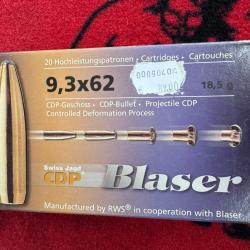 20 Hochleistungspatronen · Cartridges · Cartouches
9,3x62
18,5 g
CDP-Geschoss · CDP-Bullet · Projectile CDP
Controlled Deformation Process
Swiss Jagd
CDP
Blaser
Manufactured by RWS® in cooperation with Blaser